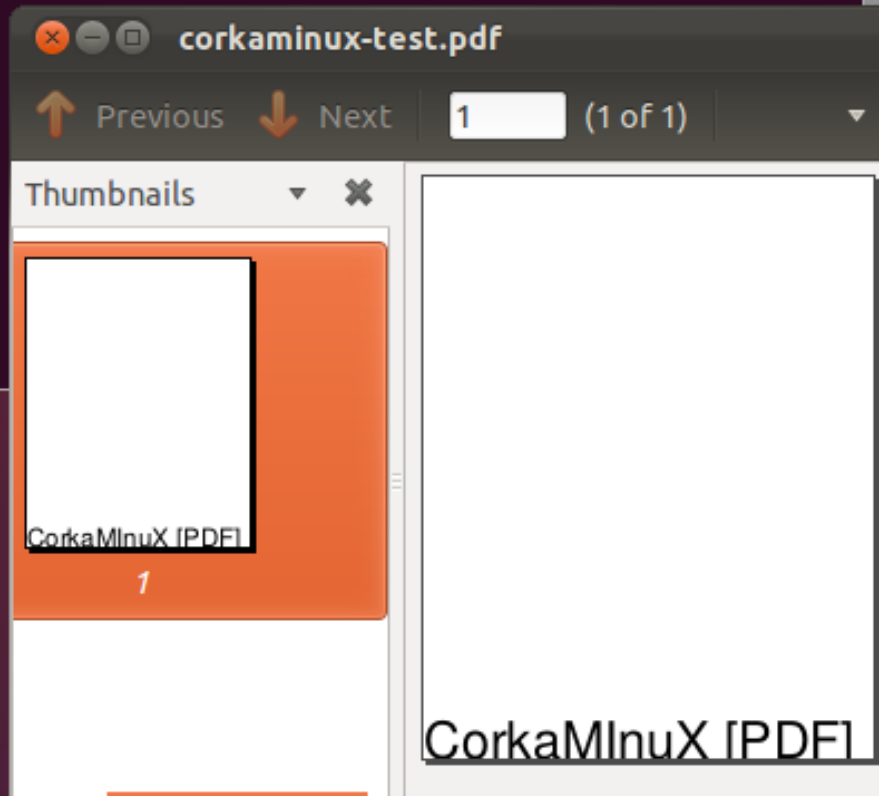 corkaminux-test.pdf
Previous Next 1 (1 of 1)
Thumbnails
CorkaMInuX [PDF]
1
CorkaMInuX [PDF]